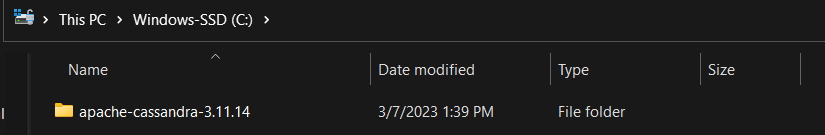 This PC > Windows-SSD (C:) >
Name Date modified Type Size
apache-cassandra-3.11.14 3/7/2023 1:39 PM File folder